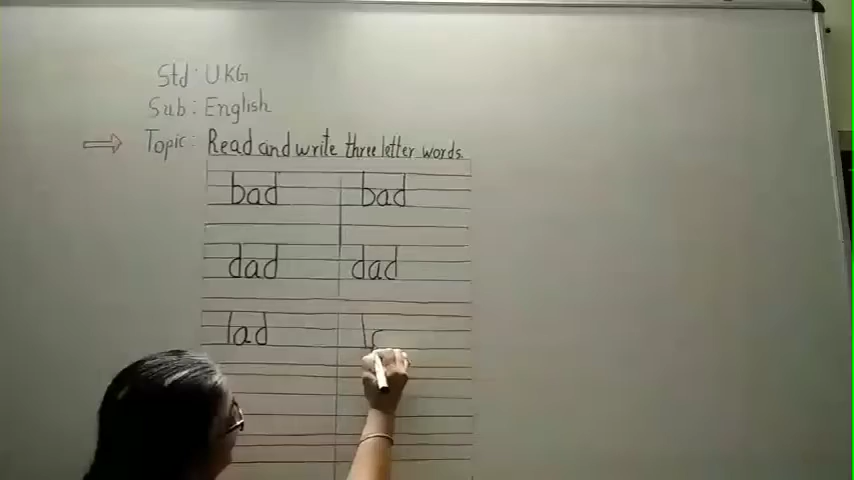 Std: UKG
Sub: English
Topic: Read and write three letter words.
bad bad
dad dad
lad l